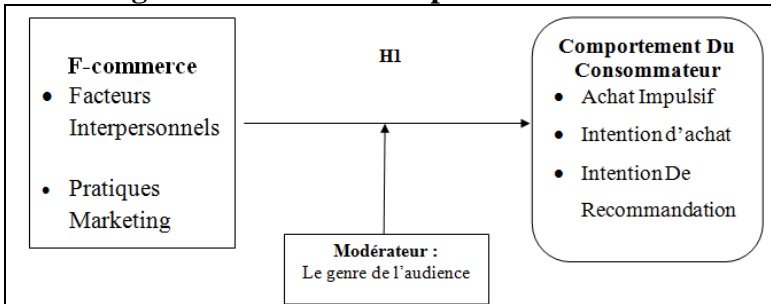 F-commerce
• Facteurs
Interpersonnels
• Pratiques
Marketing
H1
Comportement Du
Consommateur
• Achat Impulsif
• Intention d'achat
• Intention De
Recommandation
Modérateur :
Le genre de l'audience